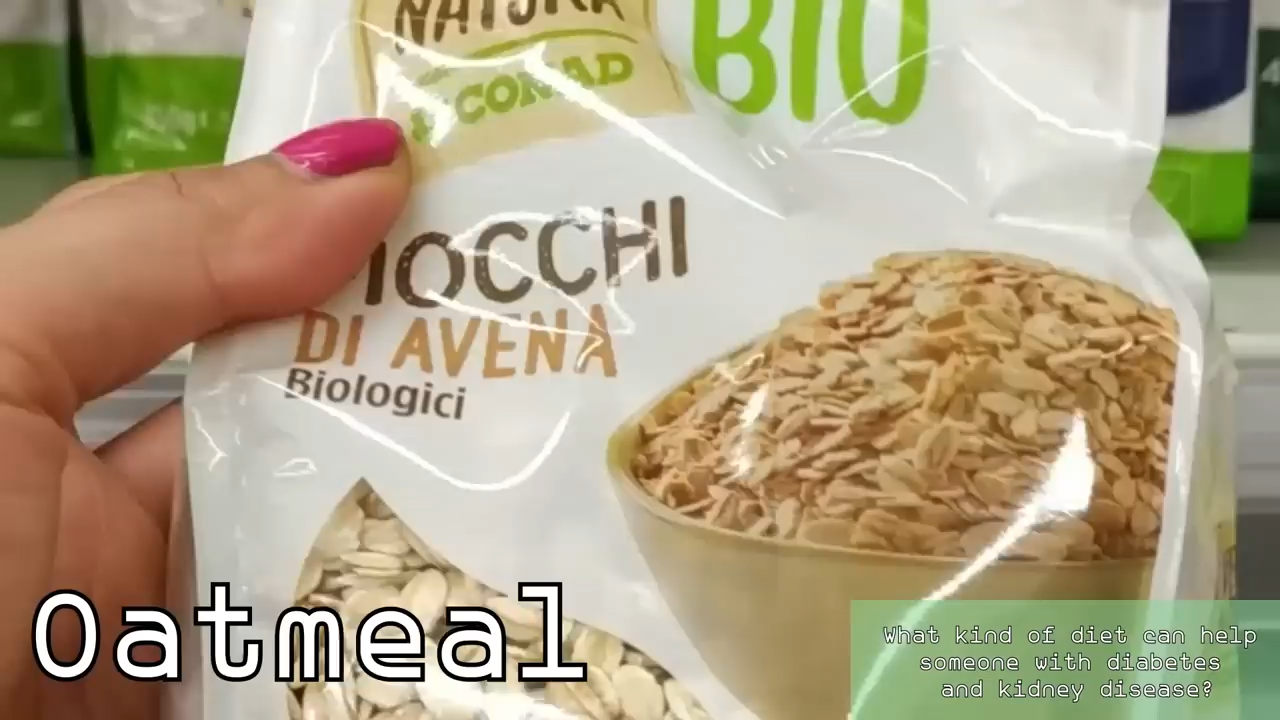 NATURA
& CONAD
BIO
FIOCCHI
DI AVENA
Biologici
Oatmeal
What kind of diet can help
someone with diabetes
and kidney disease?